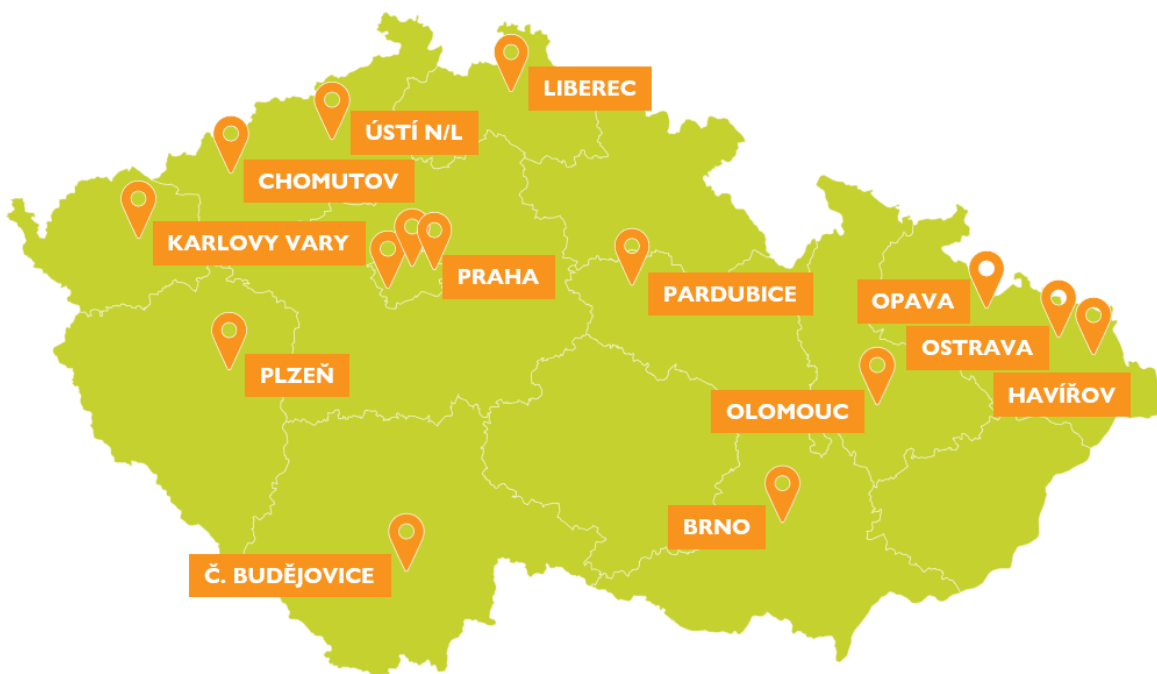 LIBEREC
ÚSTÍ N/L
CHOMUTOV
KARLOVY VARY
PRAHA
PARDUBICE
OPAVA
OSTRAVA
PLZEŇ
HAVÍŘOV
OLOMOUC
BRNO
Č. BUDĚJOVICE